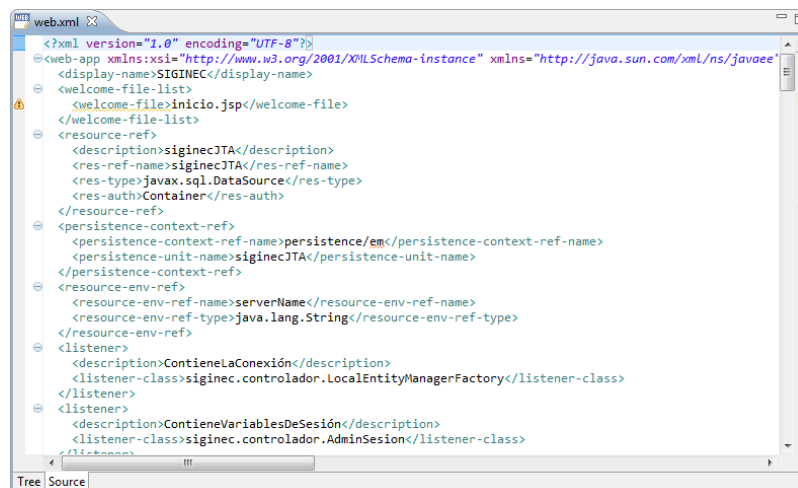 web.xml
<?xml version="1.0" encoding="UTF-8"?>
<web-app xmlns:xsi="http://www.w3.org/2001/XMLSchema-instance" xmlns="http://java.sun.com/xml/ns/javaee"
<display-name>SIGINEC</display-name>
<welcome-file-list>
<welcome-file>inicio.jsp</welcome-file>
</welcome-file-list>
<resource-ref>
<description>siginecJTA</description>
<res-ref-name>siginecJTA</res-ref-name>
<res-type>javax.sql.DataSource</res-type>
<res-auth>Container</res-auth>
</resource-ref>
<persistence-context-ref>
<persistence-context-ref-name>persistence/em</persistence-context-ref-name>
<persistence-unit-name>siginecJTA</persistence-unit-name>
</persistence-context-ref>
<resource-env-ref>
<resource-env-ref-name>serverName</resource-env-ref-name>
<resource-env-ref-type>java.lang.String</resource-env-ref-type>
</resource-env-ref>
<listener>
<description>ContieneLaConexión</description>
<listener-class>siginec.controlador.LocalEntityManagerFactory</listener-class>
</listener>
<listener>
<description>ContieneVariablesDeSesión</description>
<listener-class>siginec.controlador.AdminSesion</listener-class>
</listener>
Tree Source